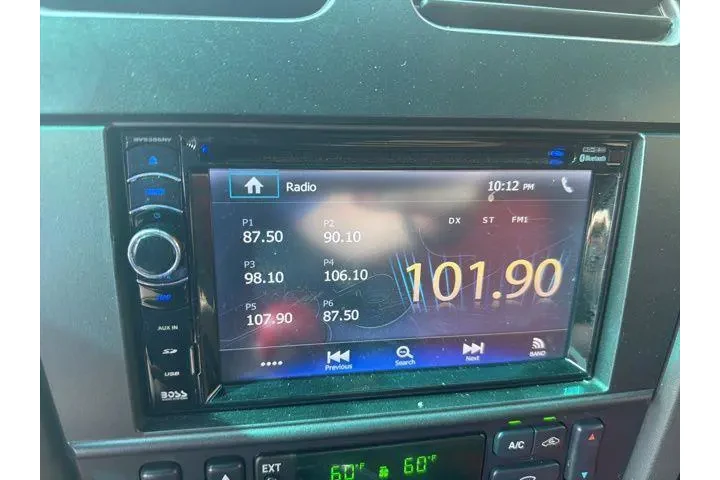 BV9386NV
Bluetooth
Radio
10:12 PM
P1
87.50
P2
90.10
DX ST FM1
P3
98.10
P4
106.10
101.90
P5
107.90
P6
87.50
AUX IN
USB
BOSS
Previous
Search
Next
BAND
A/C
EXT
60°F
60°F